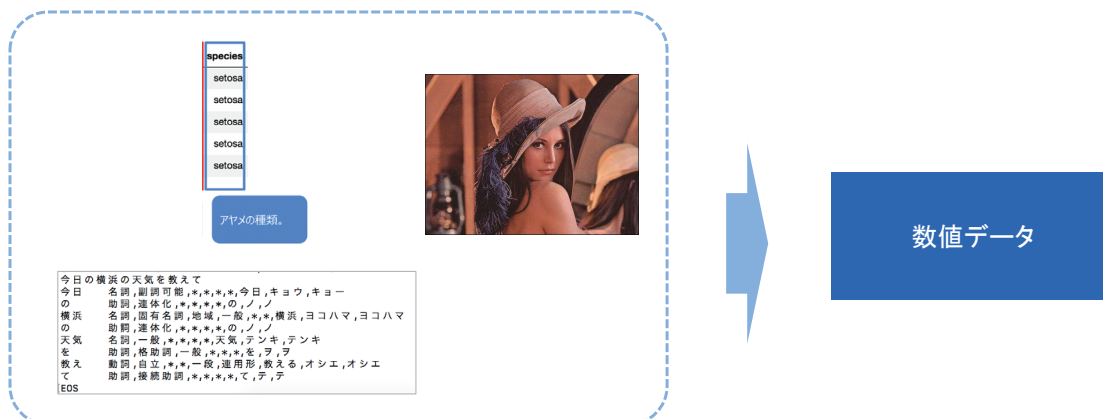 species
setosa
setosa
setosa
setosa
setosa
アヤメの種類。
今日の横浜の天気を教えて
今日 名詞,副詞可能,*,*,*,*,今日,キョウ,キョー
の 助詞,連体化,*,*,*,*,の,ノ,ノ
横浜 名詞,固有名詞,地域,一般,*,*,横浜,ヨコハマ,ヨコハマ
の 助詞,連体化,*,*,*,*,の,ノ,ノ
天気 名詞,一般,*,*,*,*,天気,テンキ,テンキ
を 助詞,格助詞,一般,*,*,*,を,ヲ,ヲ
教え 動詞,自立,*,*,一段,連用形,教える,オシエ,オシエ
て 助詞,接続助詞,*,*,*,*,て,テ,テ
EOS
数値データ